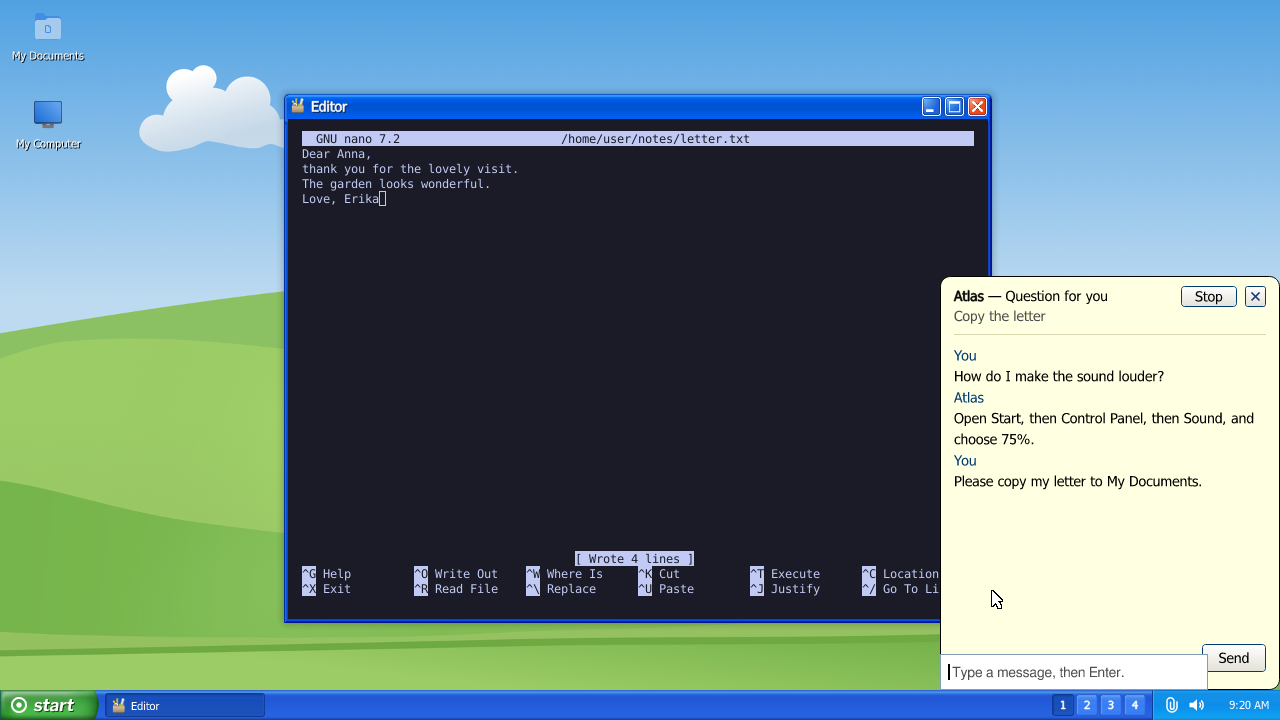 My Documents
My Computer
Editor
GNU nano 7.2 /home/user/notes/letter.txt
Dear Anna,
thank you for the lovely visit.
The garden looks wonderful.
Love, Erika
[ Wrote 4 lines ]
^G Help ^O Write Out ^W Where Is ^K Cut ^T Execute ^C Location
^X Exit ^R Read File ^\ Replace ^U Paste ^J Justify ^/ Go To Li
Atlas — Question for you Stop
Copy the letter
You
How do I make the sound louder?
Atlas
Open Start, then Control Panel, then Sound, and
choose 75%.
You
Please copy my letter to My Documents.
Send
Type a message, then Enter.
start Editor 1 2 3 4 9:20 AM